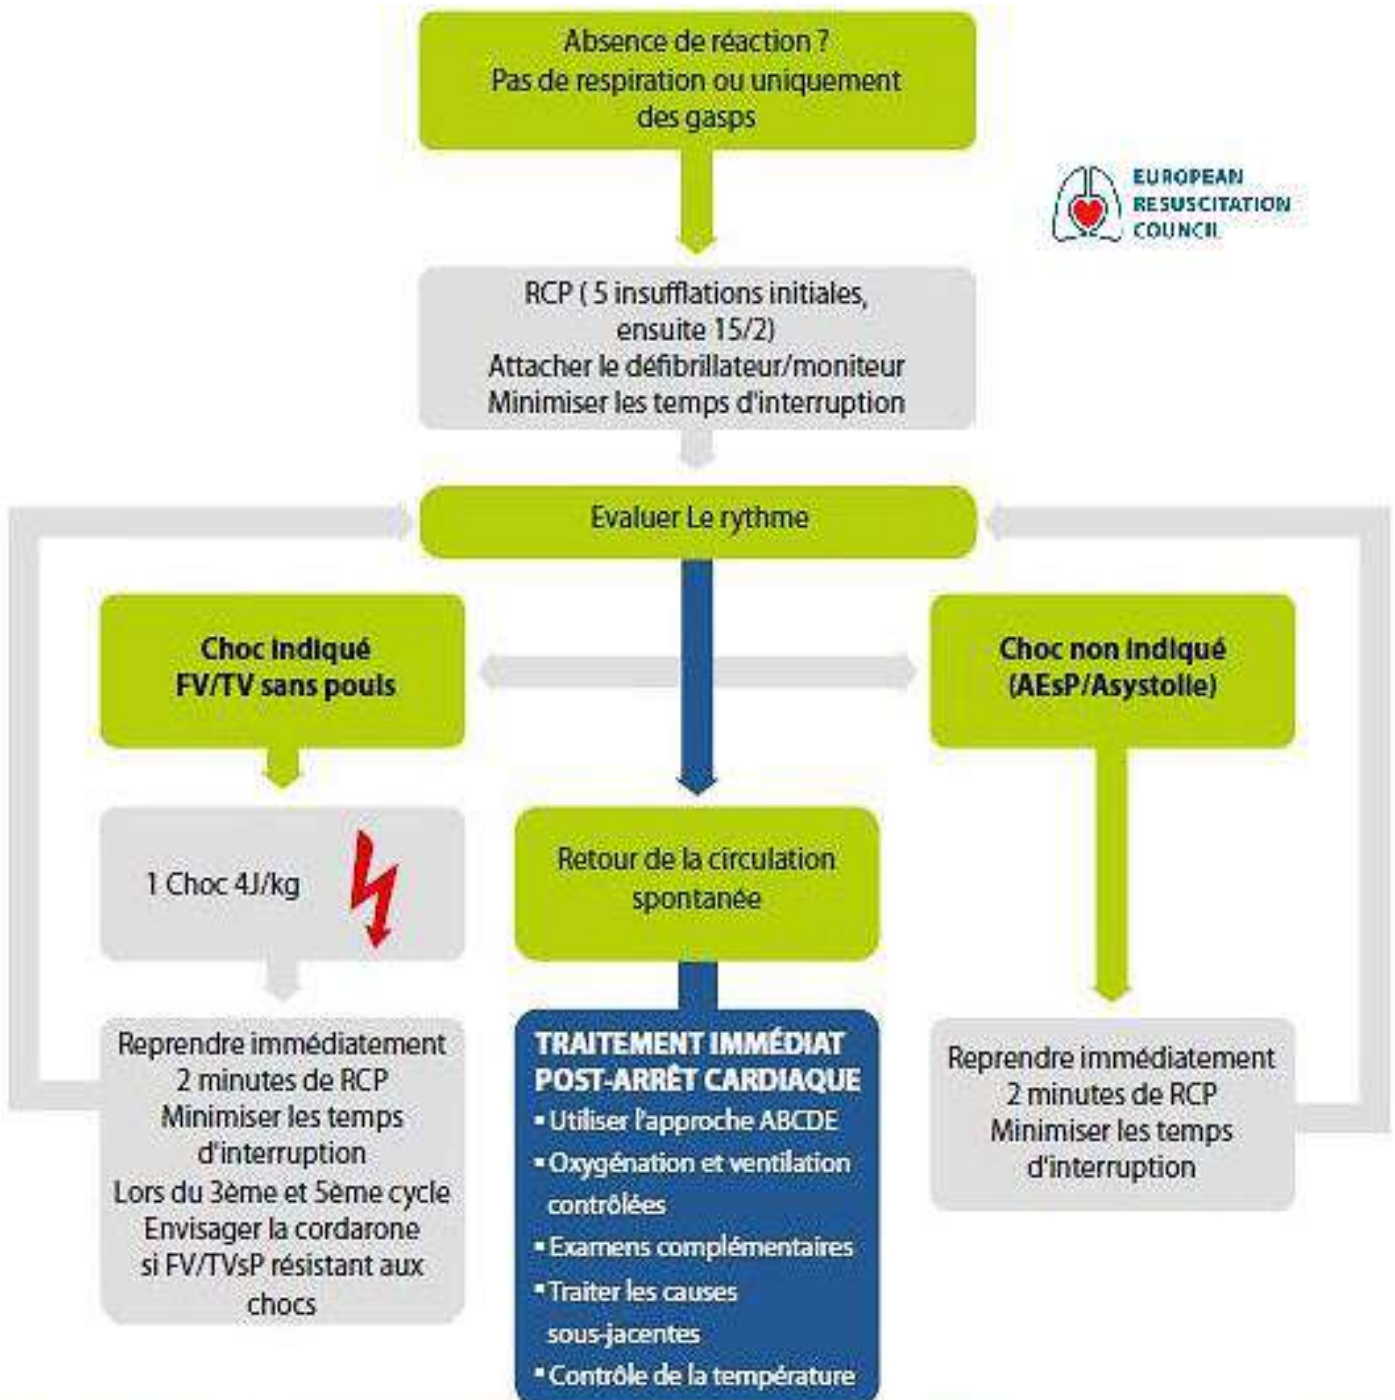 Absence de réaction ?
Pas de respiration ou uniquement
des gasps
EUROPEAN
RESUSCITATION
COUNCIL
RCP ( 5 insufflations initiales,
ensuite 15/2)
Attacher le défibrillateur/moniteur
Minimiser les temps d'interruption
Evaluer Le rythme
Choc indiqué
FV/TV sans pouls
Choc non indiqué
(AEsP/Asystolie)
1 Choc 4J/kg
Retour de la circulation
spontanée
Reprendre immédiatement
2 minutes de RCP
Minimiser les temps
d'interruption
Lors du 3ème et 5ème cycle
Envisager la cordarone
si FV/TVsP résistant aux
chocs
TRAITEMENT IMMÉDIAT
POST-ARRÊT CARDIAQUE
▪ Utiliser l'approche ABCDE
▪ Oxygénation et ventilation
contrôlées
▪ Examens complémentaires
▪ Traiter les causes
sous-jacentes
▪ Contrôle de la température
Reprendre immédiatement
2 minutes de RCP
Minimiser les temps
d'interruption